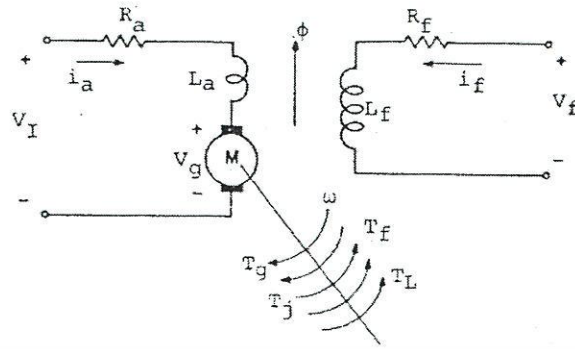 R_a
φ
R_f
+
i_a
L_a
L_f
i_f
+
V_I
+
V_g
M
-
V_f
-
-
ω
T_g
T_f
T_j
T_L